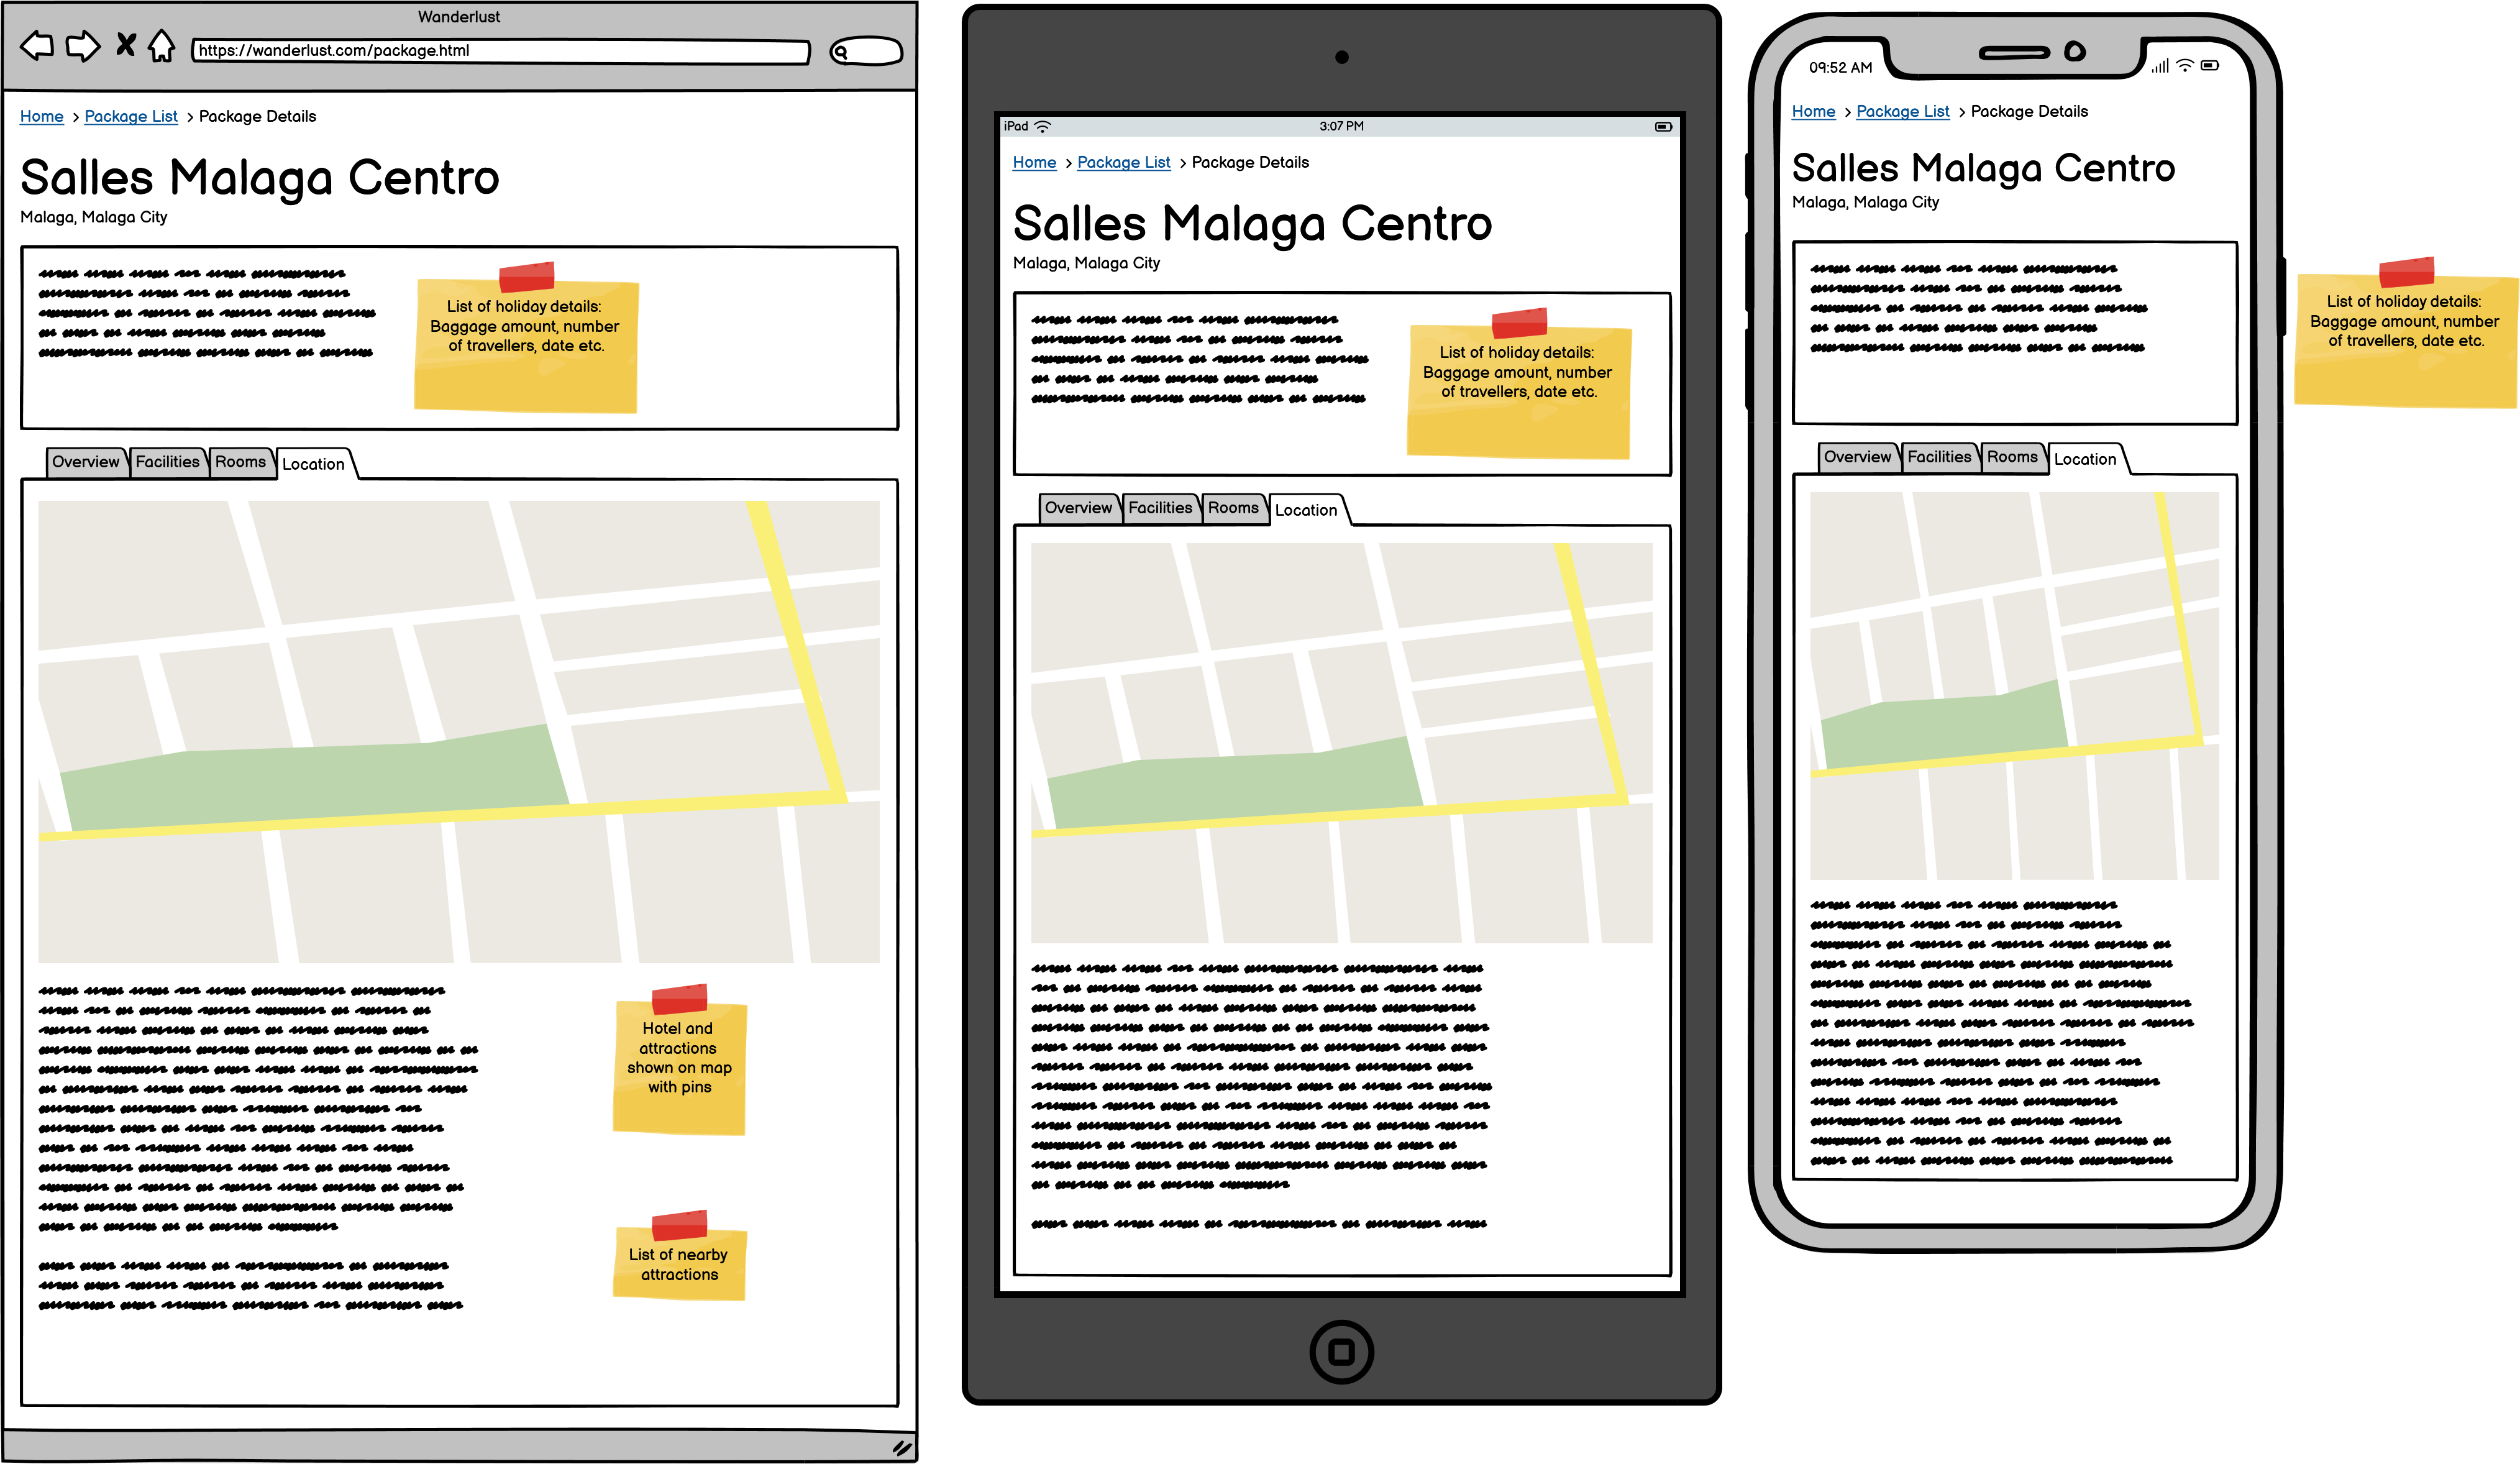 Wanderlust
https://wanderlust.com/package.html
Home > Package List > Package Details
Salles Malaga Centro
Malaga, Malaga City
List of holiday details:
Baggage amount, number
of travellers, date etc.
Overview Facilities Rooms Location
Hotel and
attractions
shown on map
with pins
List of nearby
attractions
iPad 3:07 PM
Home > Package List > Package Details
Salles Malaga Centro
Malaga, Malaga City
List of holiday details:
Baggage amount, number
of travellers, date etc.
Overview Facilities Rooms Location
09:52 AM
Home > Package List > Package Details
Salles Malaga Centro
Malaga, Malaga City
List of holiday details:
Baggage amount, number
of travellers, date etc.
Overview Facilities Rooms Location